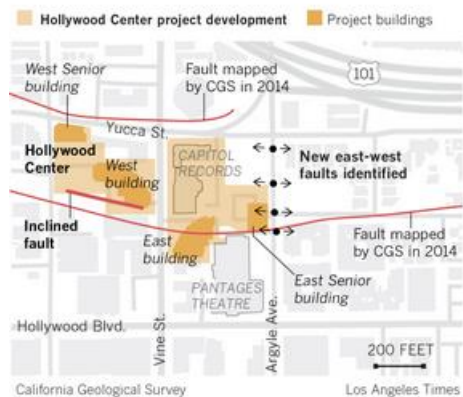 Hollywood Center project development
Project buildings
West Senior
building
Fault mapped
by CGS in 2014
101
Yucca St.
Hollywood
Center
West
building
CAPITOL
RECORDS
New east-west
faults identified
Inclined
fault
East
building
Fault mapped
by CGS in 2014
East Senior
building
PANTAGES
THEATRE
Hollywood Blvd.
Vine St.
Argyle Ave.
200 FEET
California Geological Survey
Los Angeles Times